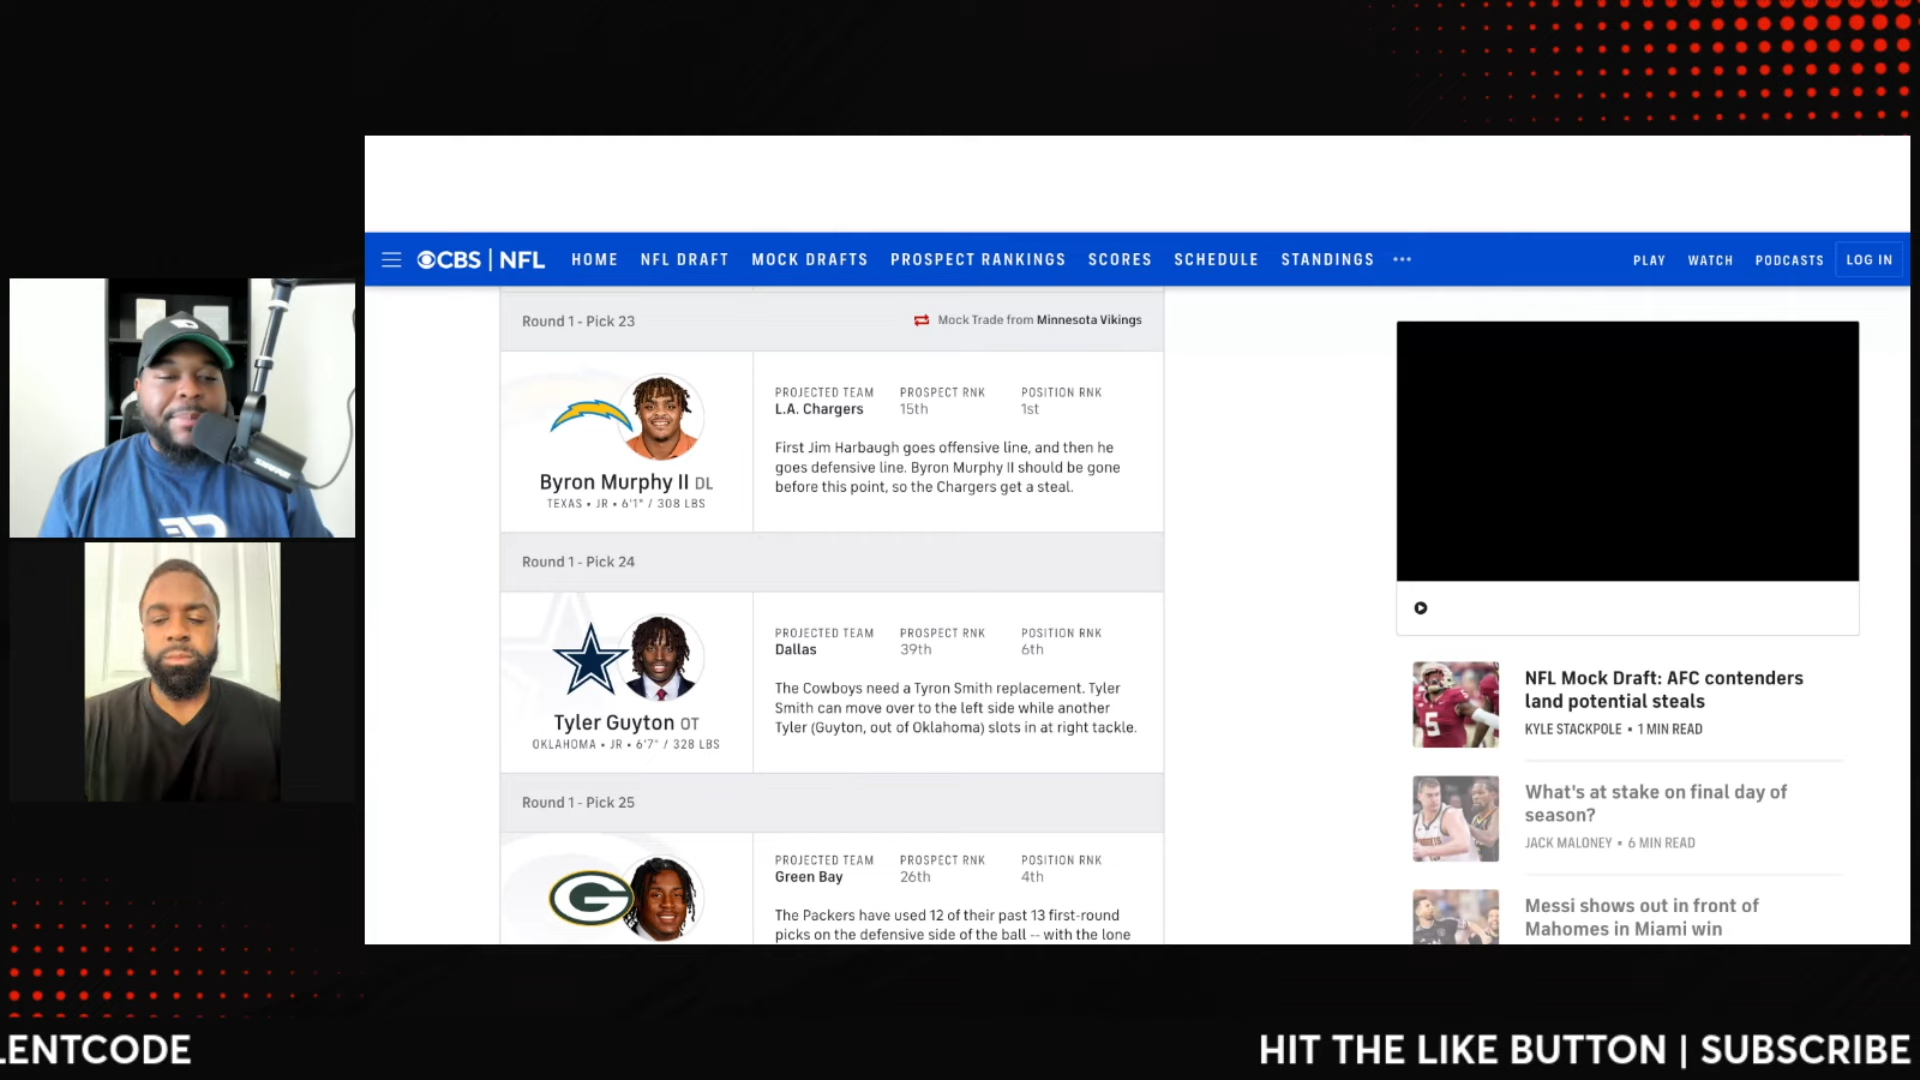 CBS | NFL HOME NFL DRAFT MOCK DRAFTS PROSPECT RANKINGS SCORES SCHEDULE STANDINGS ••• PLAY WATCH PODCASTS LOG IN
Round 1 - Pick 23 Mock Trade from Minnesota Vikings
PROJECTED TEAM PROSPECT RNK POSITION RNK
L.A. Chargers 15th 1st
First Jim Harbaugh goes offensive line, and then he
goes defensive line. Byron Murphy II should be gone
before this point, so the Chargers get a steal.
Byron Murphy II DL
TEXAS • JR • 6'1" / 308 LBS
Round 1 - Pick 24
PROJECTED TEAM PROSPECT RNK POSITION RNK
Dallas 39th 6th
The Cowboys need a Tyron Smith replacement. Tyler
Smith can move over to the left side while another
Tyler (Guyton, out of Oklahoma) slots in at right tackle.
Tyler Guyton OT
OKLAHOMA • JR • 6'7" / 328 LBS
Round 1 - Pick 25
PROJECTED TEAM PROSPECT RNK POSITION RNK
Green Bay 26th 4th
The Packers have used 12 of their past 13 first-round
picks on the defensive side of the ball -- with the lone
G
NFL Mock Draft: AFC contenders
land potential steals
KYLE STACKPOLE • 1 MIN READ
5
What's at stake on final day of
season?
JACK MALONEY • 6 MIN READ
Messi shows out in front of
Mahomes in Miami win
SHURE
LENTCODE
HIT THE LIKE BUTTON | SUBSCRIBE